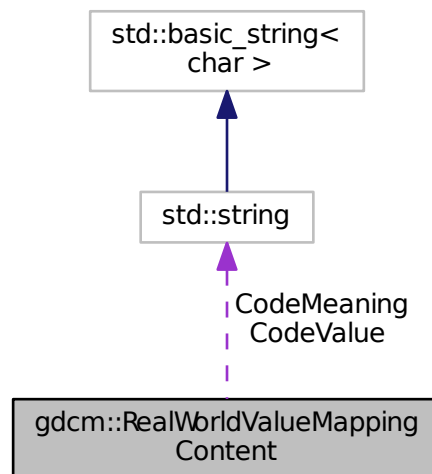 std::basic_string<
char >
std::string
CodeMeaning
CodeValue
gdcm::RealWorldValueMapping
Content